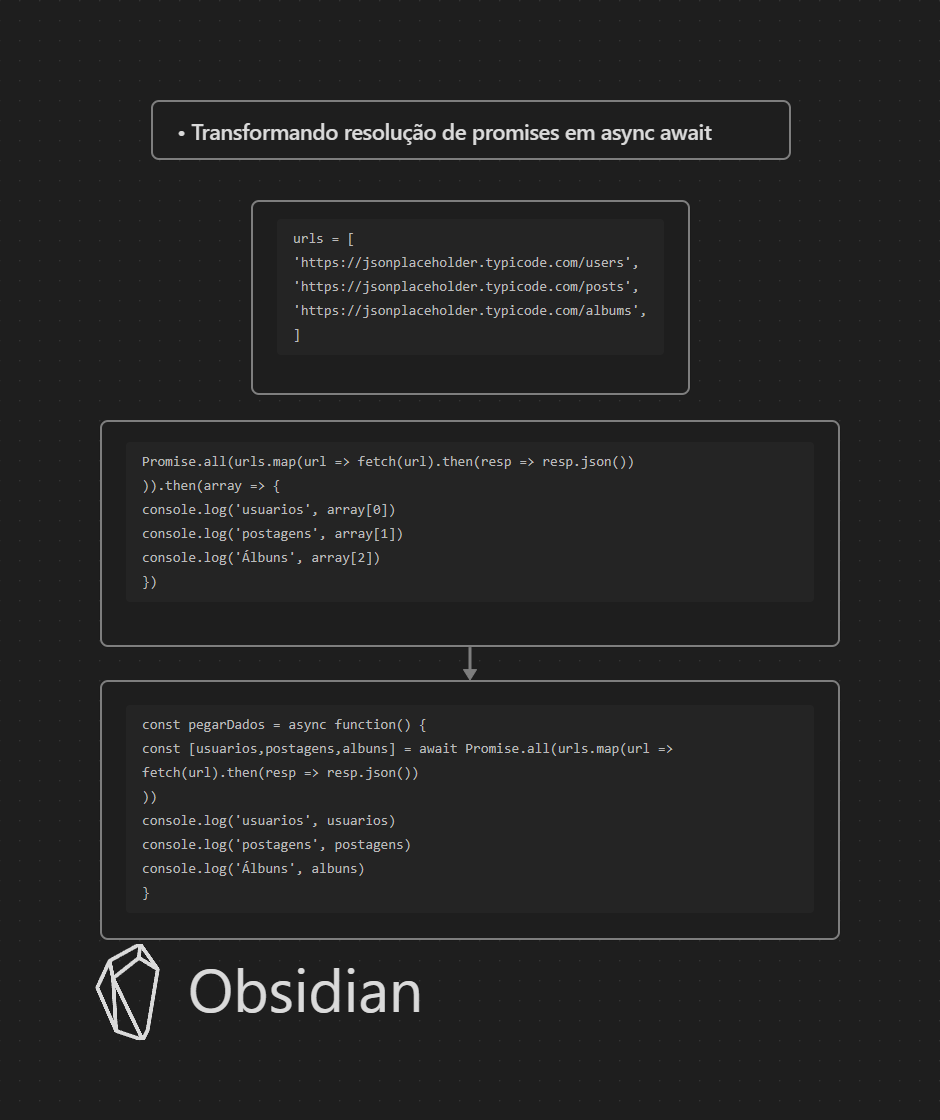 • Transformando resolução de promises em async await
urls = [
'https://jsonplaceholder.typicode.com/users',
'https://jsonplaceholder.typicode.com/posts',
'https://jsonplaceholder.typicode.com/albums',
]
Promise.all(urls.map(url => fetch(url).then(resp => resp.json())
)).then(array => {
console.log('usuarios', array[0])
console.log('postagens', array[1])
console.log('Álbuns', array[2])
})
const pegarDados = async function() {
const [usuarios,postagens,albuns] = await Promise.all(urls.map(url =>
fetch(url).then(resp => resp.json())
))
console.log('usuarios', usuarios)
console.log('postagens', postagens)
console.log('Álbuns', albuns)
}
Obsidian